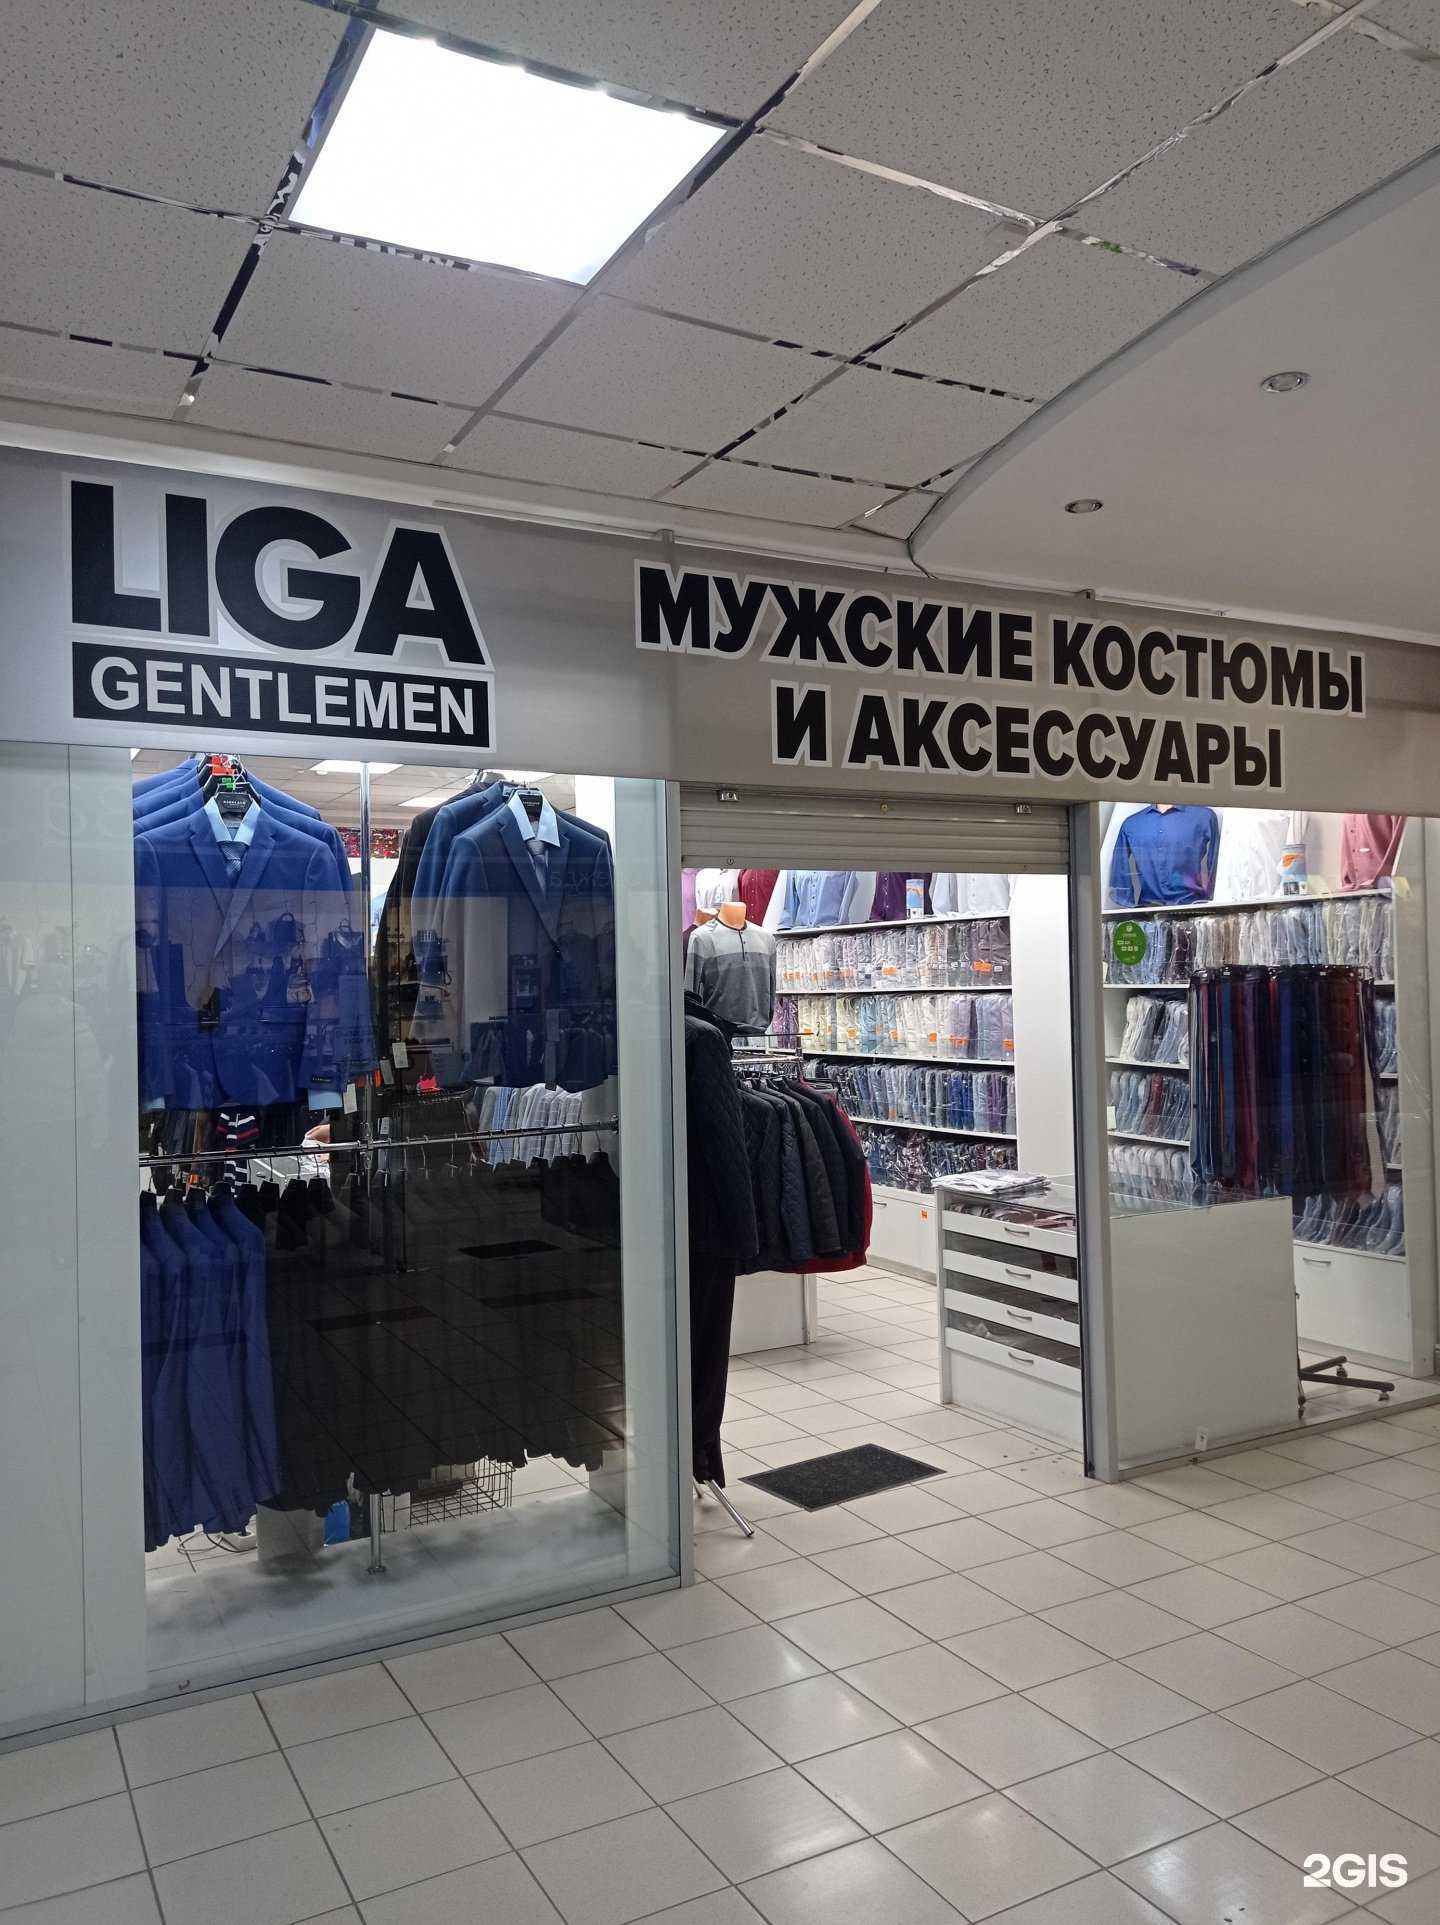 LIGA
GENTLEMEN
МУЖСКИЕ КОСТЮМЫ
И АКСЕССУАРЫ
2GIS